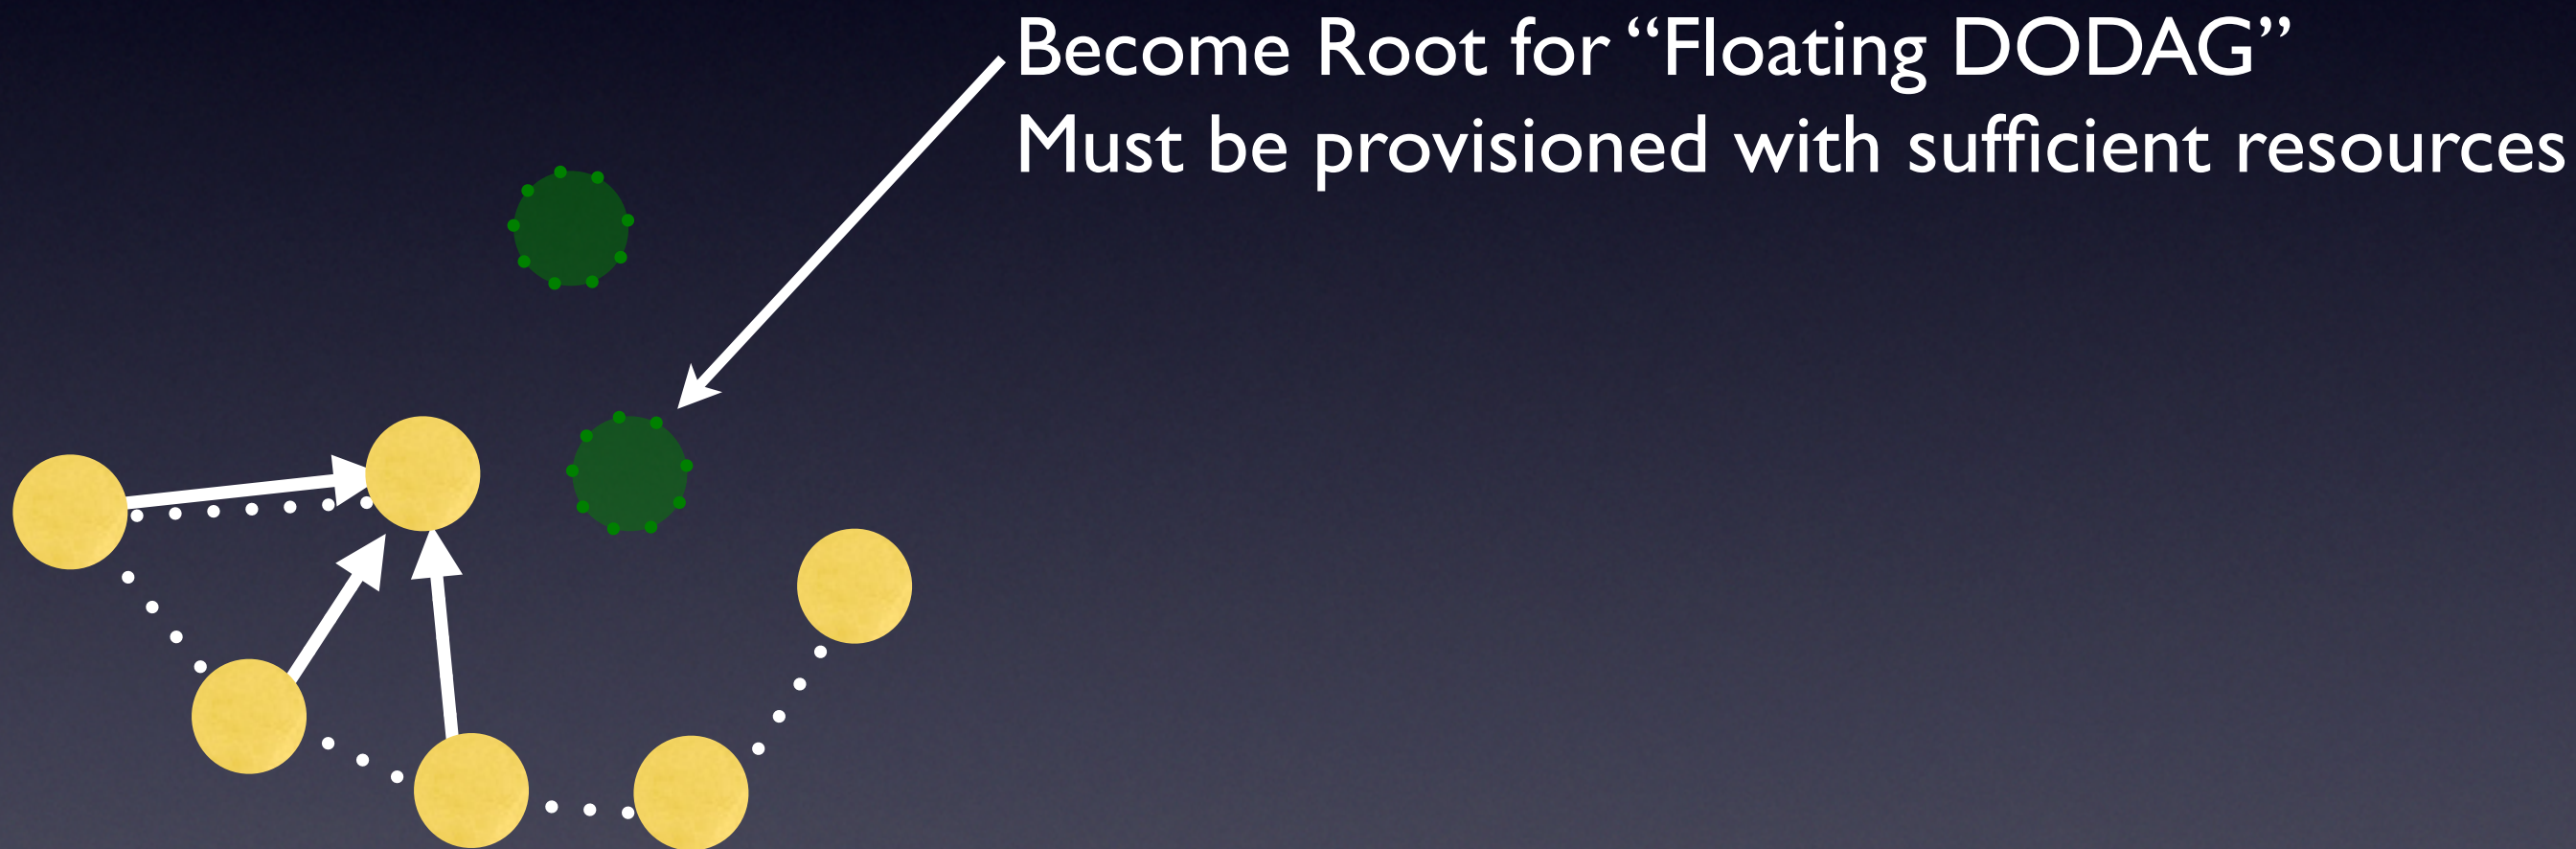 Become Root for “Floating DODAG”
Must be provisioned with sufficient resources